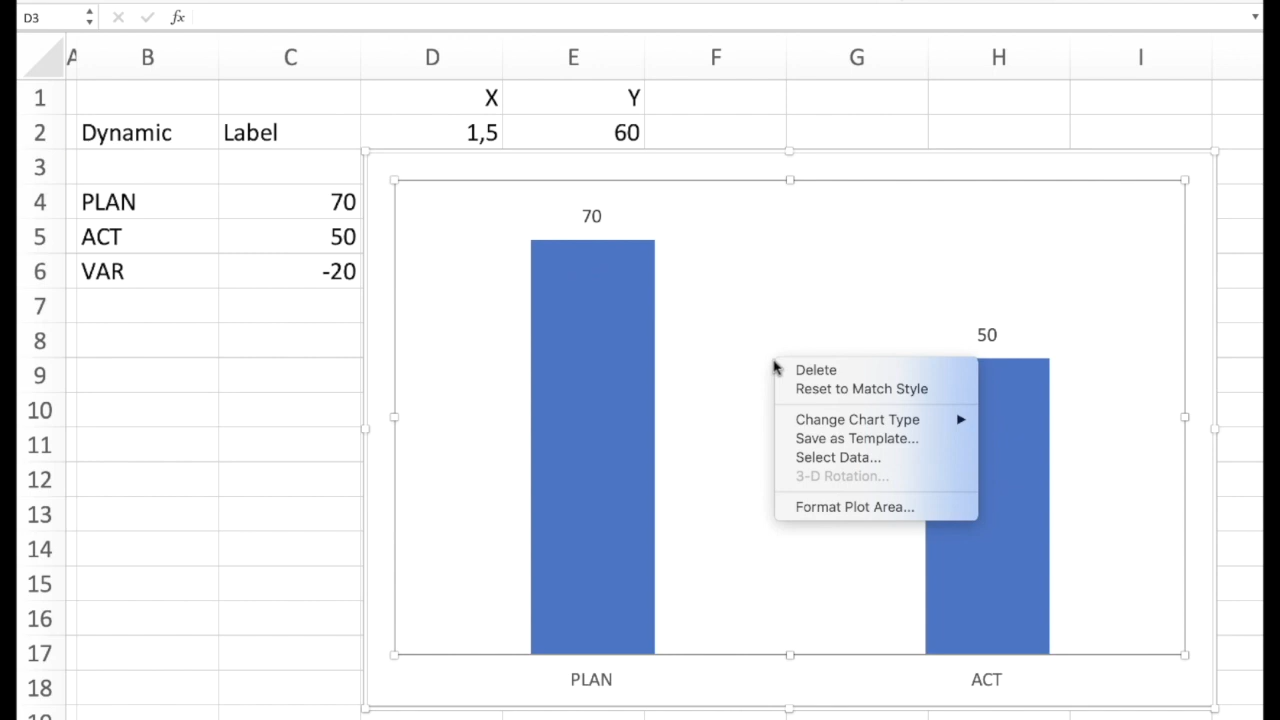 D3 fx
A B C D E F G H I
1 X Y
2 Dynamic Label 1,5 60
3
4 PLAN 70
5 ACT 50
6 VAR -20
7
8
9
10
11
12
13
14
15
16
17
18
70
50
Delete
Reset to Match Style
Change Chart Type
Save as Template...
Select Data...
3-D Rotation...
Format Plot Area...
PLAN ACT